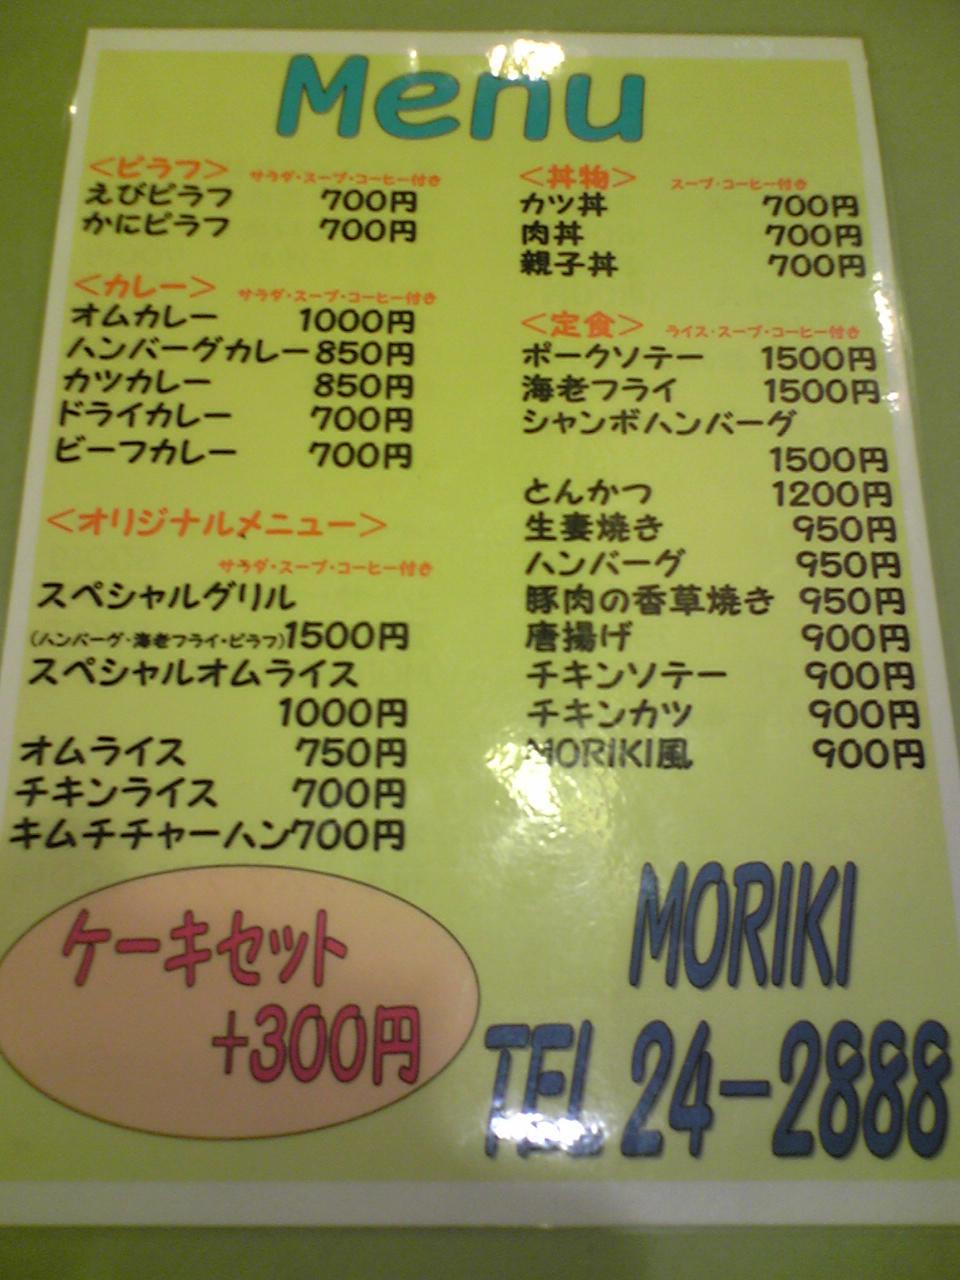 Menu
<ピラフ> サラダ・スープ・コーヒー付き
えびピラフ 700円
かにピラフ 700円
<カレー> サラダ・スープ・コーヒー付き
オムカレー 1000円
ハンバーグカレー 850円
カツカレー 850円
ドライカレー 700円
ビーフカレー 700円
<オリジナルメニュー>
サラダ・スープ・コーヒー付き
スペシャルグリル
(ハンバーグ・海老フライ・ピラフ)1500円
スペシャルオムライス
1000円
オムライス 750円
チキンライス 700円
キムチチャーハン700円
ケーキセット
+300円
<丼物> スープ・コーヒー付き
カツ丼 700円
肉丼 700円
親子丼 700円
<定食> ライス・スープ・コーヒー付き
ポークソテー 1500円
海老フライ 1500円
シャンボハンバーグ
1500円
とんかつ 1200円
生妻焼き 950円
ハンバーグ 950円
豚肉の香草焼き 950円
唐揚げ 900円
チキンソテー 900円
チキンカツ 900円
MORIKI風 900円
MORIKI
TEL 24-2888